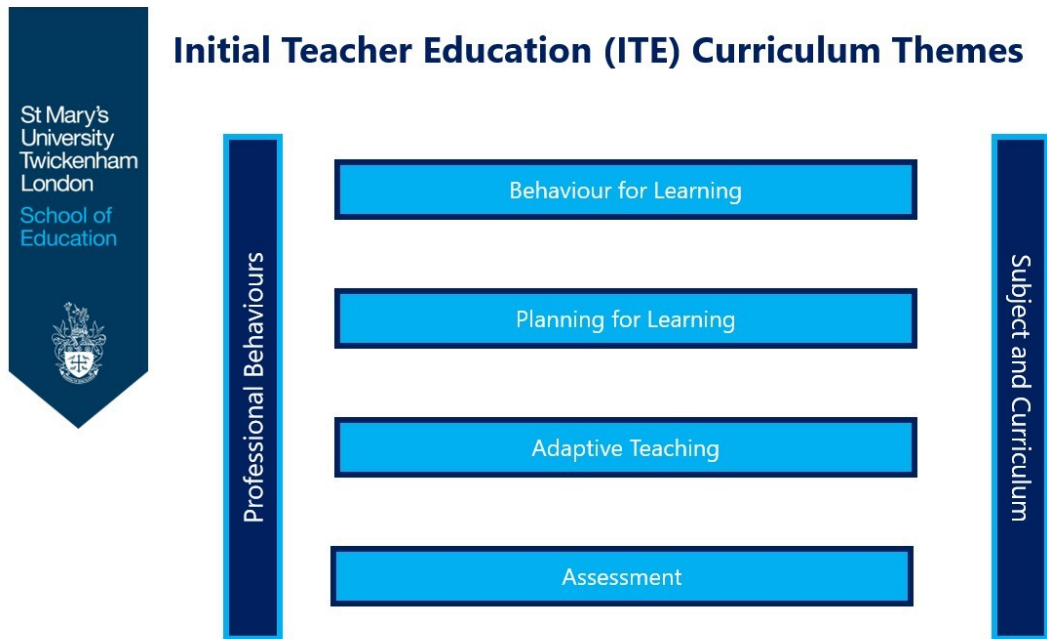 Initial Teacher Education (ITE) Curriculum Themes
St Mary's
University
Twickenham
London
School of
Education
Professional Behaviours
Behaviour for Learning
Planning for Learning
Adaptive Teaching
Assessment
Subject and Curriculum